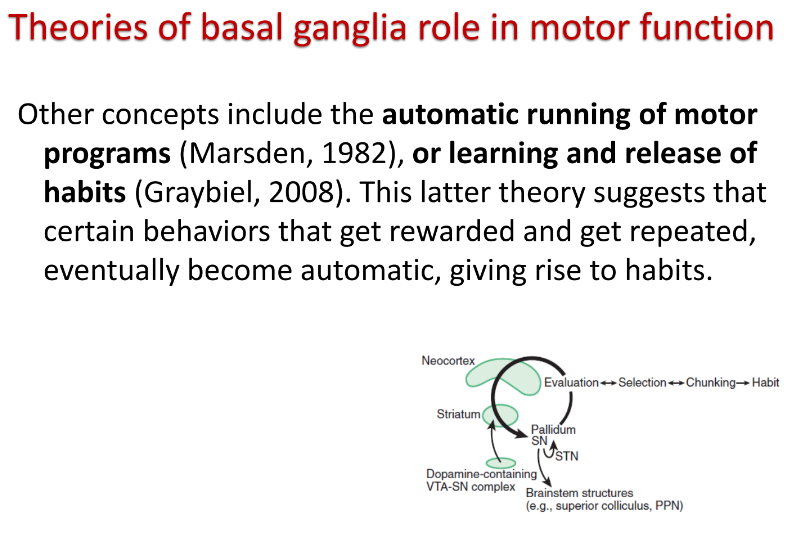 Theories of basal ganglia role in motor function
Other concepts include the automatic running of motor
programs (Marsden, 1982), or learning and release of
habits (Graybiel, 2008). This latter theory suggests that
certain behaviors that get rewarded and get repeated,
eventually become automatic, giving rise to habits.
Neocortex
Evaluation↔Selection↔Chunking→Habit
Striatum
Pallidum
SN
STN
Dopamine-containing
VTA-SN complex
Brainstem structures
(e.g., superior colliculus, PPN)